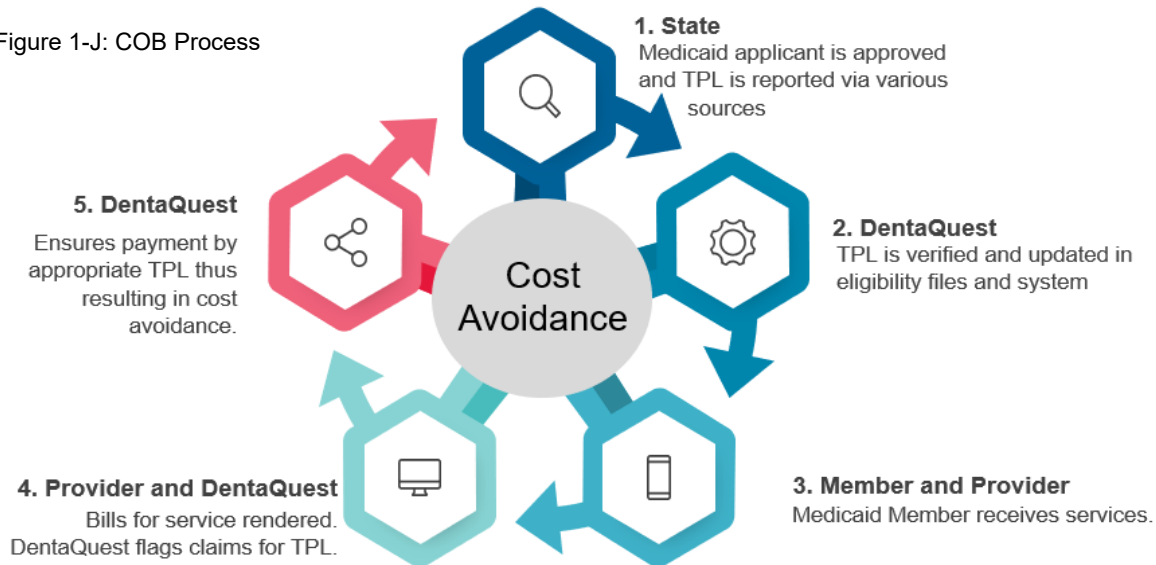 Figure 1-J: COB Process
1. State
Medicaid applicant is approved
and TPL is reported via various
sources
2. DentaQuest
TPL is verified and updated in
eligibility files and system
3. Member and Provider
Medicaid Member receives services.
4. Provider and DentaQuest
Bills for service rendered.
DentaQuest flags claims for TPL.
5. DentaQuest
Ensures payment by
appropriate TPL thus
resulting in cost
avoidance.
Cost
Avoidance